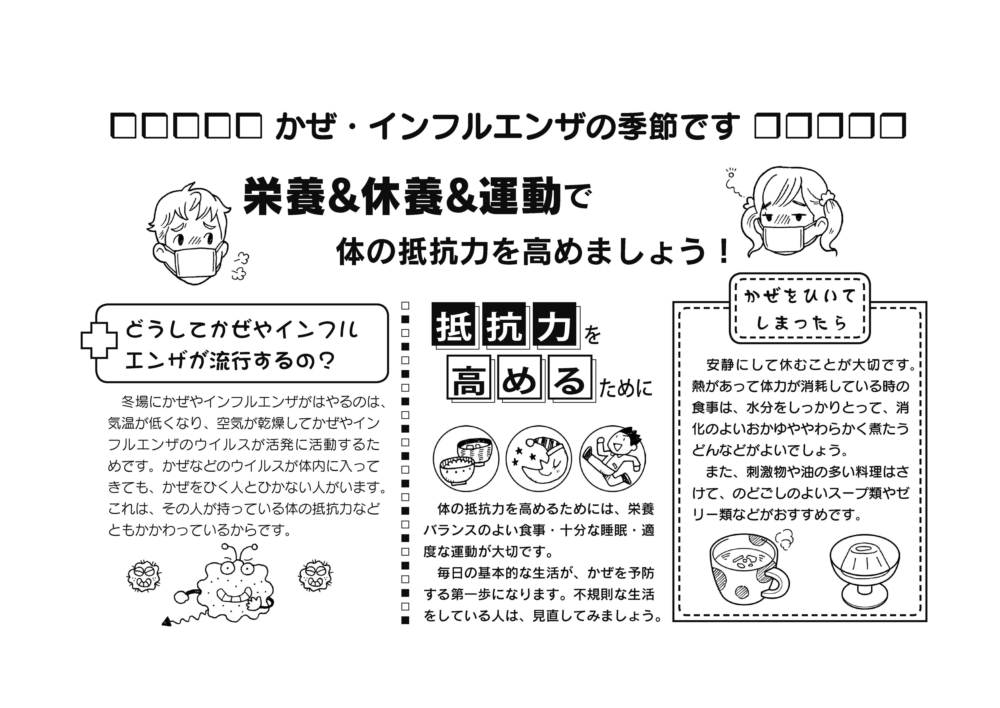 かぜ・インフルエンザの季節です
栄養&休養&運動で
体の抵抗力を高めましょう！
どうしてかぜやインフル
エンザが流行するの？
冬場にかぜやインフルエンザがはやるのは、
気温が低くなり、空気が乾燥してかぜやイン
フルエンザのウイルスが活発に活動するた
めです。かぜなどのウイルスが体内に入って
きても、かぜをひく人とひかない人がいます。
これは、その人が持っている体の抵抗力など
ともかかわっているからです。
抵抗力を
高めるために
体の抵抗力を高めるためには、栄養
バランスのよい食事・十分な睡眠・適
度な運動が大切です。
毎日の基本的な生活が、かぜを予防
する第一歩になります。不規則な生活
をしている人は、見直してみましょう。
かぜをひいて
しまったら
安静にして休むことが大切です。
熱があって体力が消耗している時の
食事は、水分をしっかりとって、消
化のよいおかゆややわらかく煮たう
どんなどがよいでしょう。
また、刺激物や油の多い料理はさ
けて、のどごしのよいスープ類やゼ
リー類などがおすすめです。